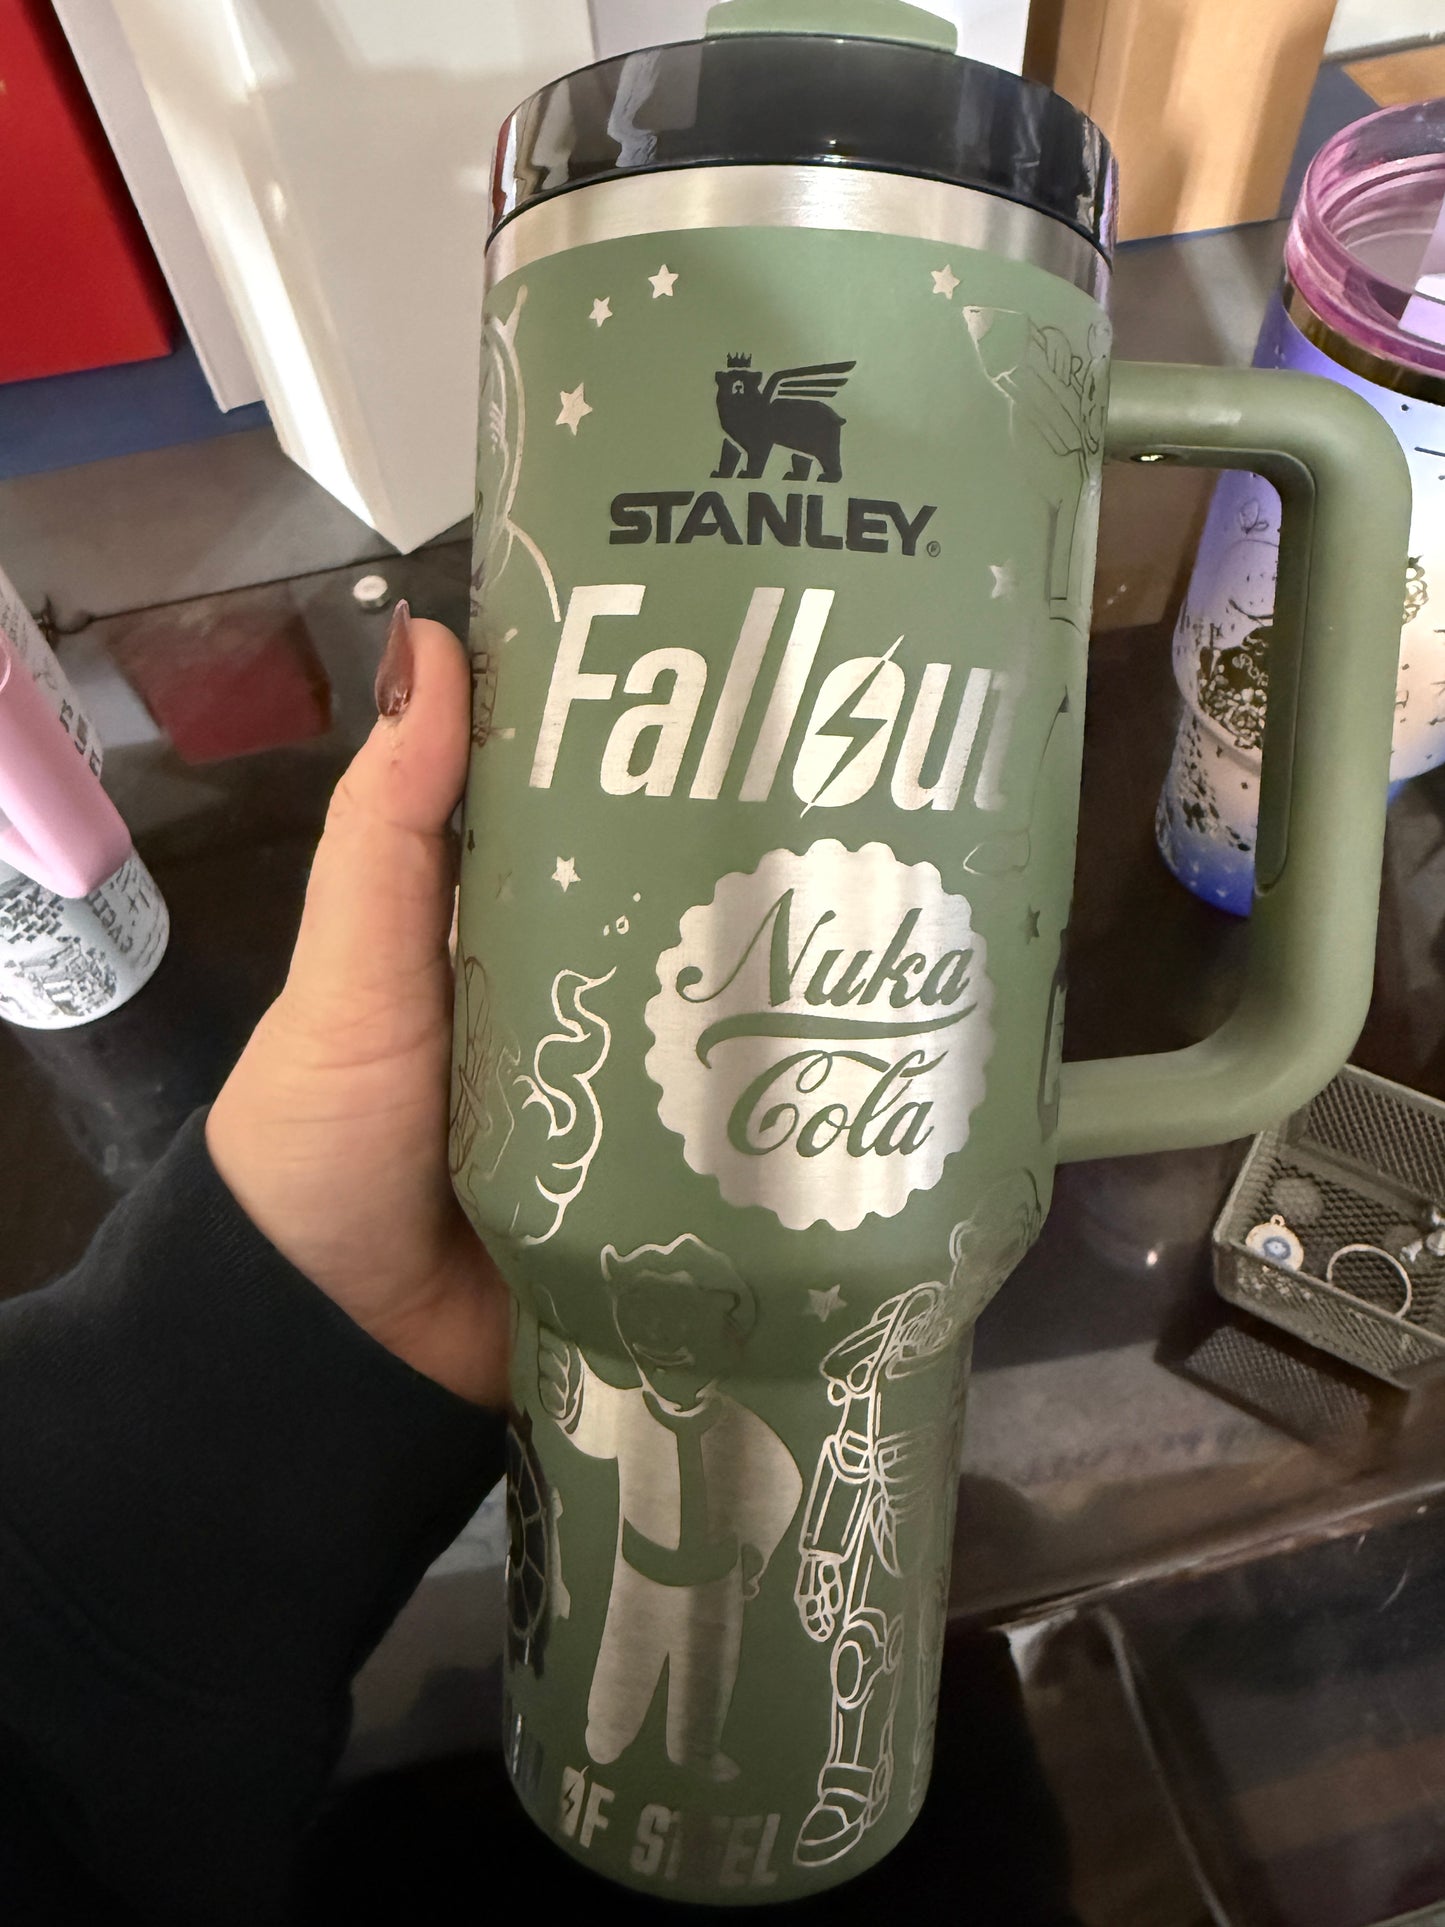 STANLEY®
Fallout
Nuka
Cola
OF STEEL